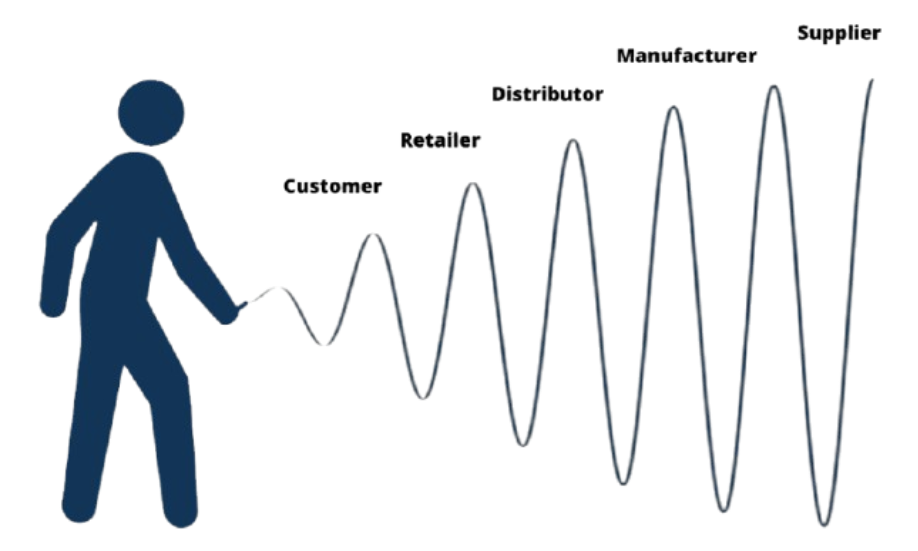 Customer
Retailer
Distributor
Manufacturer
Supplier